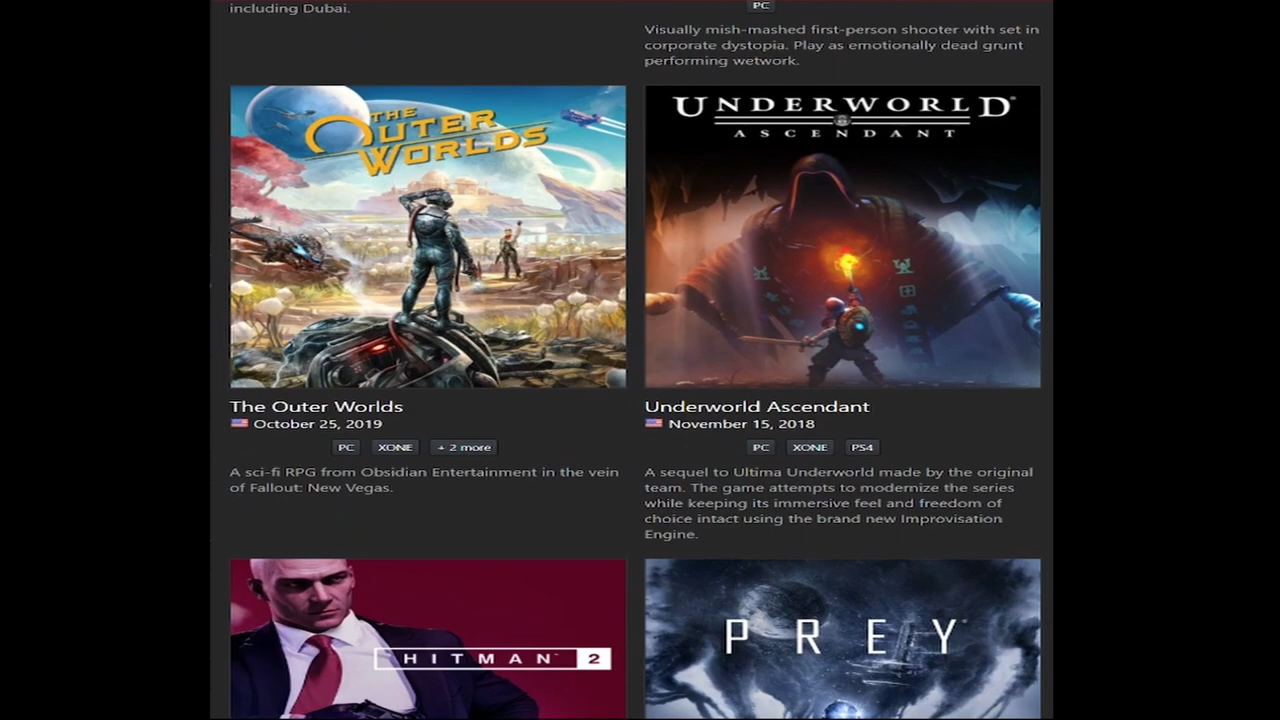 including Dubai.
PC
Visually mish-mashed first-person shooter with set in
corporate dystopia. Play as emotionally dead grunt
performing wetwork.
THE
OUTER
WORLDS
UNDERWORLD
ASCENDANT
The Outer Worlds
October 25, 2019
PC XONE + 2 more
A sci-fi RPG from Obsidian Entertainment in the vein
of Fallout: New Vegas.
Underworld Ascendant
November 15, 2018
PC XONE PS4
A sequel to Ultima Underworld made by the original
team. The game attempts to modernize the series
while keeping its immersive feel and freedom of
choice intact using the brand new Improvisation
Engine.
HITMAN 2
PREY